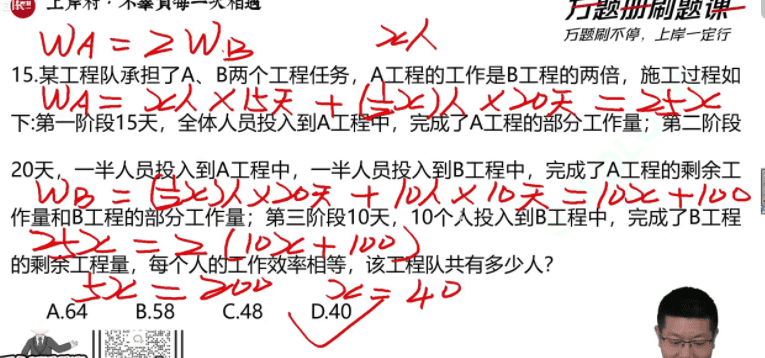 上岸村·不辜负每一次相遇
万题册刷题课
万题刷不停，上岸一定行
WA = 2WB
x人
15.某工程队承担了A、B两个工程任务，A工程的工作是B工程的两倍，施工过程如
WA = x人 × 15天 + (1/2x)人 × 20天 = 25x
下:第一阶段15天，全体人员投入到A工程中，完成了A工程的部分工作量；第二阶段
20天，一半人员投入到A工程中，一半人员投入到B工程中，完成了A工程的剩余工
WB = (1/2x)人 × 20天 + 10人 × 10天 = 10x + 100
作量和B工程的部分工作量；第三阶段10天，10个人投入到B工程中，完成了B工程
25x = 2(10x + 100)
的剩余工程量，每个人的工作效率相等，该工程队共有多少人？
5x = 200
x = 40
A.64 B.58 C.48 D.40